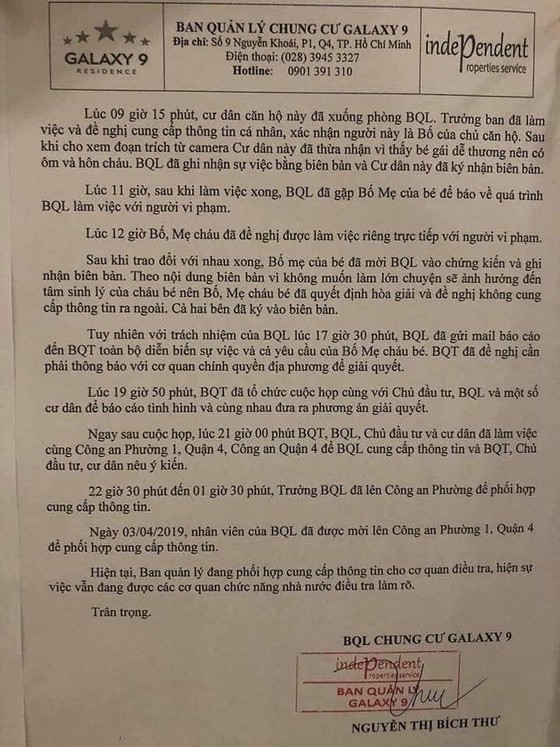 GALAXY 9
RESIDENCE
BAN QUẢN LÝ CHUNG CƯ GALAXY 9
Địa chỉ: Số 9 Nguyễn Khoái, P1, Q4, TP. Hồ Chí Minh
Điện thoại: (028) 3945 3327
Hotline: 0901 391 310
independent
roperties service
Lúc 09 giờ 15 phút, cư dân căn hộ này đã xuống phòng BQL. Trưởng ban đã làm
việc và đề nghị cung cấp thông tin cá nhân, xác nhận người này là Bố của chủ căn hộ. Sau
khi cho xem đoạn trích từ camera Cư dân này đã thừa nhận vì thấy bé gái dễ thương nên có
ôm và hôn cháu. BQL đã ghi nhận sự việc bằng biên bản và Cư dân này đã ký nhận biên bản.
Lúc 11 giờ, sau khi làm việc xong, BQL đã gặp Bố Mẹ của bé để báo về quá trình
BQL làm việc với người vi phạm.
Lúc 12 giờ Bố, Mẹ cháu đã đề nghị được làm việc riêng trực tiếp với người vi phạm.
Sau khi trao đổi với nhau xong, Bố mẹ của bé đã mời BQL vào chứng kiến và ghi
nhận biên bản. Theo nội dung biên bản vì không muốn làm lớn chuyện sẽ ảnh hưởng đến
tâm sinh lý của cháu bé nên Bố, Mẹ cháu bé đã quyết định hòa giải và đề nghị không cung
cấp thông tin ra ngoài. Cả hai bên đã ký vào biên bản.
Tuy nhiên với trách nhiệm của BQL lúc 17 giờ 30 phút, BQL đã gửi mail báo cáo
đến BQT toàn bộ diễn biến sự việc và cả yêu cầu của Bố Mẹ cháu bé. BQT đã đề nghị cần
phải thông báo với cơ quan chính quyền địa phương để giải quyết.
Lúc 19 giờ 50 phút, BQT đã tổ chức cuộc họp cùng với Chủ đầu tư, BQL và một số
cư dân để báo cáo tình hình và cùng nhau đưa ra phương án giải quyết.
Ngay sau cuộc họp, lúc 21 giờ 00 phút BQT, BQL, Chủ đầu tư và cư dân đã làm việc
cùng Công an Phường 1, Quận 4, Công an Quận 4 để BQL cung cấp thông tin và BQT, Chủ
đầu tư, cư dân nêu ý kiến.
22 giờ 30 phút đến 01 giờ 30 phút, Trưởng BQL đã lên Công an Phường để phối hợp
cung cấp thông tin.
Ngày 03/04/2019, nhân viên của BQL đã được mời lên Công an Phường 1, Quận 4
để phối hợp cung cấp thông tin.
Hiện tại, Ban quản lý đang phối hợp cung cấp thông tin cho cơ quan điều tra, hiện sự
việc vẫn đang được các cơ quan chức năng nhà nước điều tra làm rõ.
Trân trọng.
BQL CHUNG CƯ GALAXY 9
independent
roperties service
BAN QUẢN LÝ
GALAXY 9
NGUYỄN THỊ BÍCH THƯ